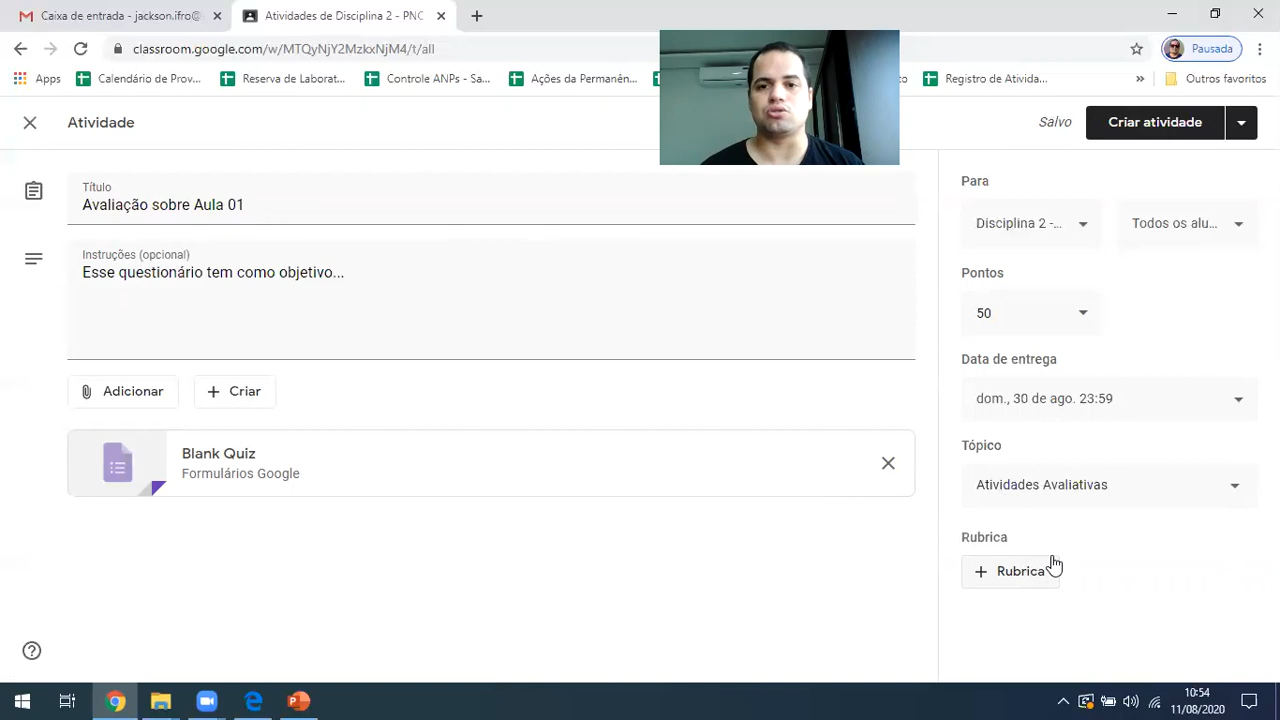 Caixa de entrada - jackson.ifro@
Atividades de Disciplina 2 - PNC
classroom.google.com/w/MTQyNjY2MzkxNjM4/t/all
Pausada
Apps
Calendário de Prov...
Reserva de Laborat...
Controle ANPs - Sa...
Ações da Permanên...
Registro de Ativida...
»
Outros favoritos
Atividade
Salvo
Criar atividade
Título
Avaliação sobre Aula 01
Instruções (opcional)
Esse questionário tem como objetivo...
Adicionar
Criar
Blank Quiz
Formulários Google
Para
Disciplina 2 -...
Todos os alu...
Pontos
50
Data de entrega
dom., 30 de ago. 23:59
Tópico
Atividades Avaliativas
Rubrica
Rubrica
10:54
11/08/2020